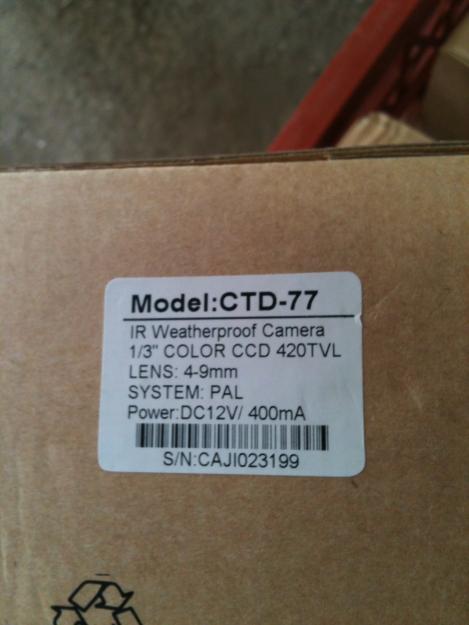 Model:CTD-77
IR Weatherproof Camera
1/3" COLOR CCD 420TVL
LENS: 4-9mm
SYSTEM: PAL
Power:DC12V/ 400mA
S/N:CAJI023199